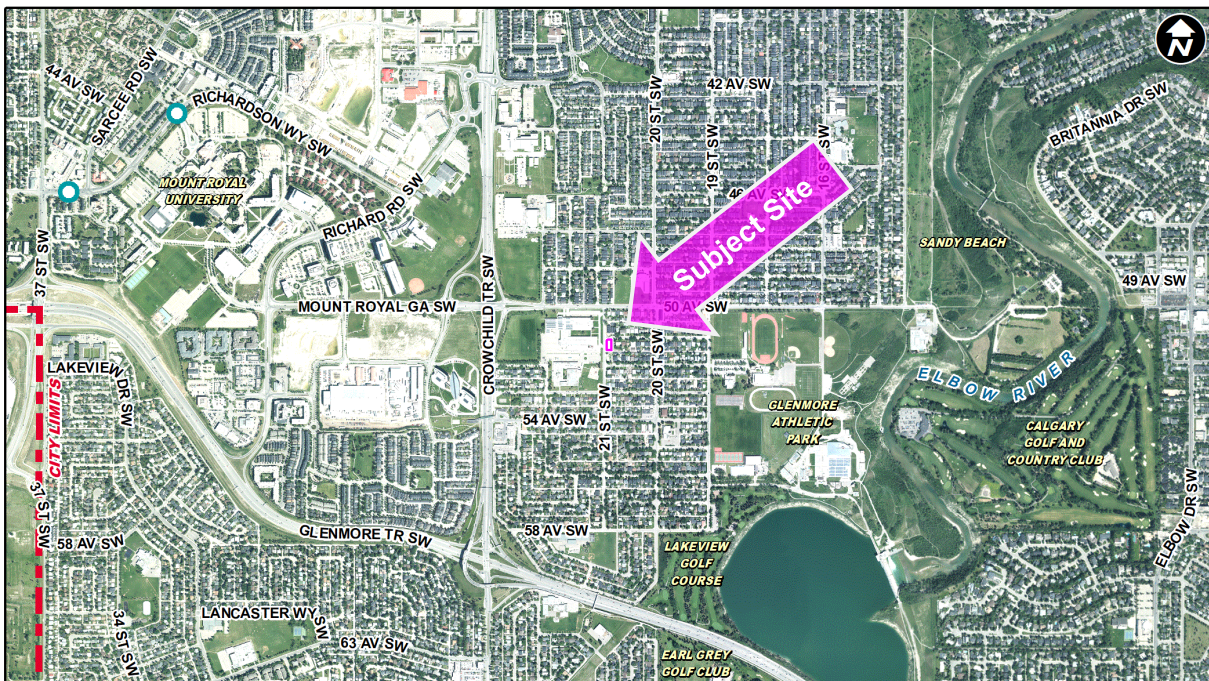 N
44 AV SW
SARCEE RD SW
RICHARDSON WY SW
20 ST SW
42 AV SW
BRITANNIA DR SW
19 ST SW
16 ST SW
46 AV SW
MOUNT ROYAL
UNIVERSITY
RICHARD RD SW
Subject Site
SANDY BEACH
37 ST SW
CROWCHILD TR SW
49 AV SW
MOUNT ROYAL GA SW
50 AV SW
LAKEVIEW DR SW
CITY LIMITS
20 ST SW
ELBOW RIVER
21 ST SW
54 AV SW
GLENMORE
ATHLETIC
PARK
CALGARY
GOLF AND
COUNTRY CLUB
37 ST SW
58 AV SW
GLENMORE TR SW
58 AV SW
ELBOW DR SW
LAKEVIEW
GOLF
COURSE
34 ST SW
LANCASTER WY SW
63 AV SW
EARL GREY
GOLF CLUB